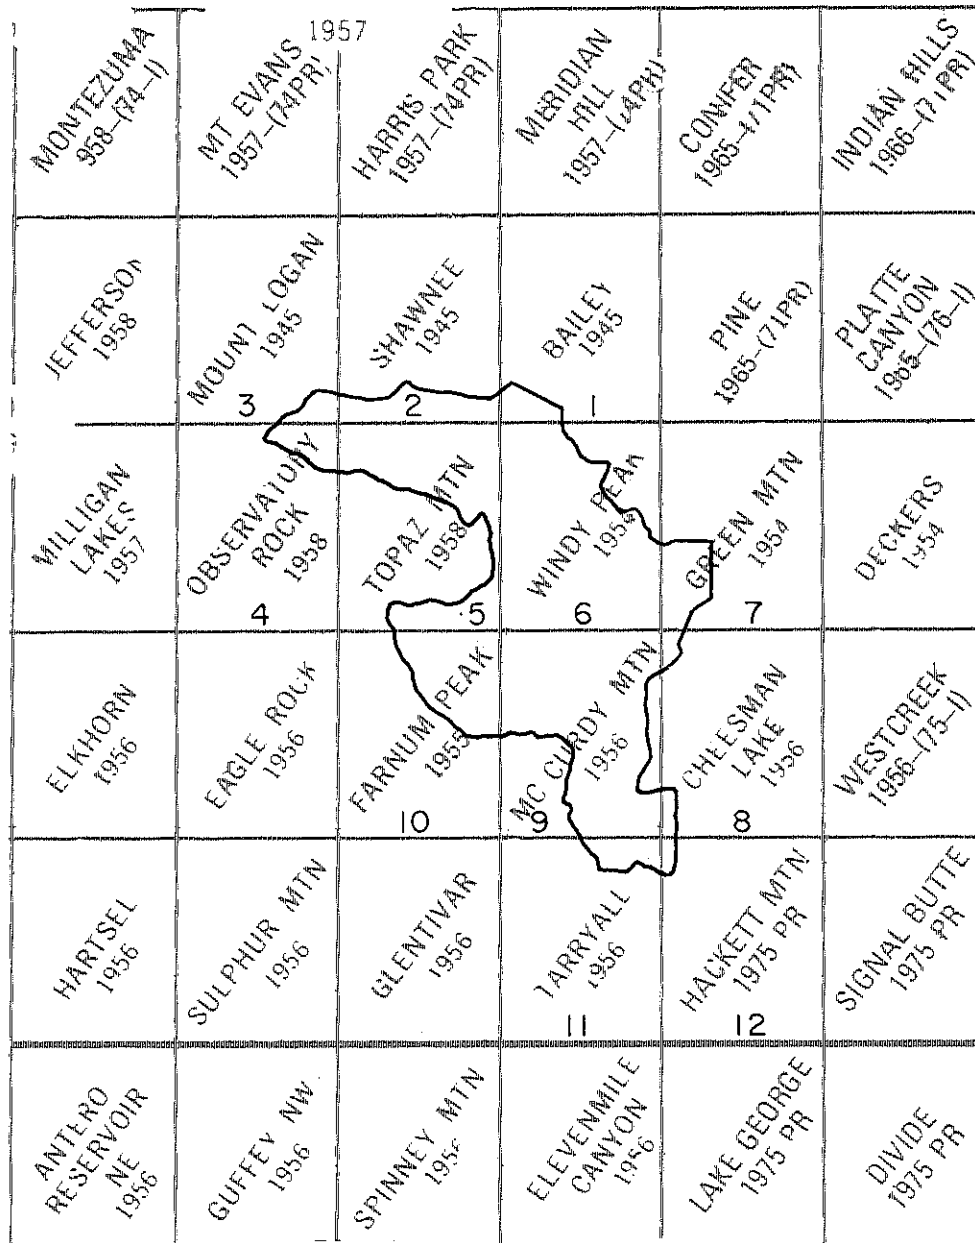 1957
MONTEZUMA
958-(74-I)
MT EVANS
1957-(74PR)
HARRIS PARK
1957-(74PR)
MERIDIAN
HILL
1957-(74PR)
CONIFER
1965-(71PR)
INDIAN HILLS
1966-(71PR)
JEFFERSON
1958
MOUNT LOGAN
1945
SHAWNEE
1945
BAILEY
1945
PINE
1965-(71PR)
PLATTE
CANYON
1965-(76-I)
3
2
1
MILLIGAN
LAKES
1957
OBSERVATORY
ROCK
1958
TOPAZ MTN
1958
WINDY PEAK
GREEN MTN
1954
DECKERS
1954
4
5
6
7
ELKHORN
1956
EAGLE ROCK
1956
FARNUM PEAK
1955
MC CURDY MTN
1956
CHEESMAN
LAKE
1956
WESTCREEK
1956-(75-I)
10
9
8
HARTSEL
1956
SULPHUR MTN
1956
GLENTIVAR
1956
TARRYALL
1956
HACKETT MTN
1975 PR
SIGNAL BUTTE
1975 PR
11
12
ANTERO
RESERVOIR
NE
1956
GUFFEY NW
1956
SPINNEY MTN
1956
ELEVENMILE
CANYON
1956
LAKE GEORGE
1975 PR
DIVIDE
1975 PR